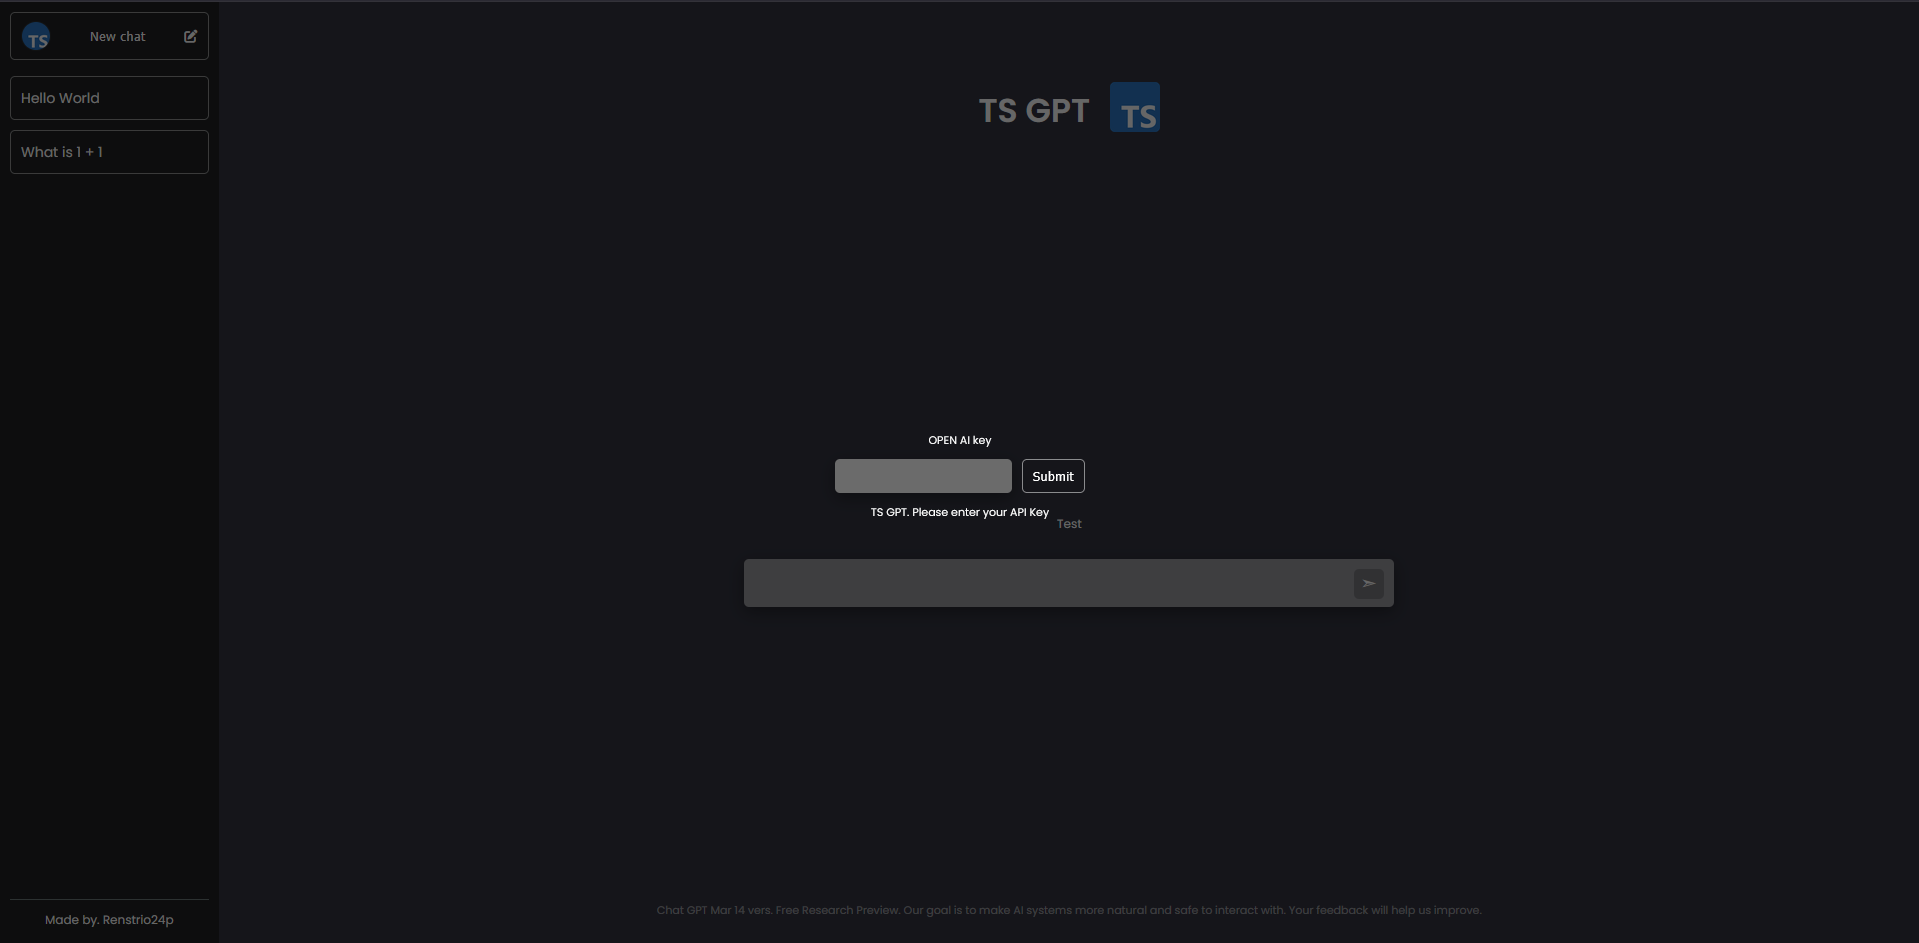 TS New chat
Hello World
What is 1 + 1
Made by. Renstrio24p
TS GPT TS
OPEN AI key
Submit
TS GPT. Please enter your API Key
Test
Chat GPT Mar 14 vers. Free Research Preview. Our goal is to make AI systems more natural and safe to interact with. Your feedback will help us improve.